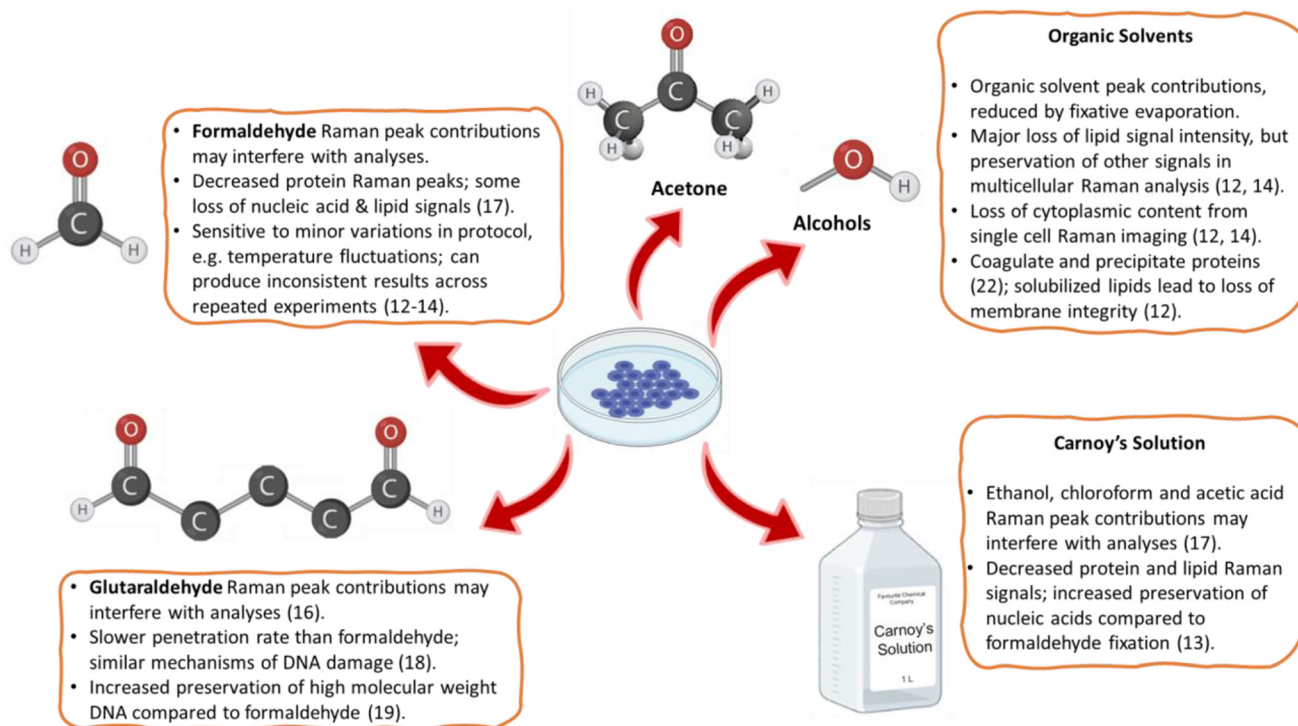 O
C
H
H
• Formaldehyde Raman peak contributions
may interfere with analyses.
• Decreased protein Raman peaks; some
loss of nucleic acid & lipid signals (17).
• Sensitive to minor variations in protocol,
e.g. temperature fluctuations; can
produce inconsistent results across
repeated experiments (12-14).
O
C
C
C
H
H
H
H
Acetone
O
H
Alcohols
Organic Solvents
• Organic solvent peak contributions,
reduced by fixative evaporation.
• Major loss of lipid signal intensity, but
preservation of other signals in
multicellular Raman analysis (12, 14).
• Loss of cytoplasmic content from
single cell Raman imaging (12, 14).
• Coagulate and precipitate proteins
(22); solubilized lipids lead to loss of
membrane integrity (12).
O
O
C
C
C
C
C
H
H
• Glutaraldehyde Raman peak contributions may
interfere with analyses (16).
• Slower penetration rate than formaldehyde;
similar mechanisms of DNA damage (18).
• Increased preservation of high molecular weight
DNA compared to formaldehyde (19).
Favourite Chemical
Company
Carnoy's
Solution
1 L
Carnoy's Solution
• Ethanol, chloroform and acetic acid
Raman peak contributions may
interfere with analyses (17).
• Decreased protein and lipid Raman
signals; increased preservation of
nucleic acids compared to
formaldehyde fixation (13).